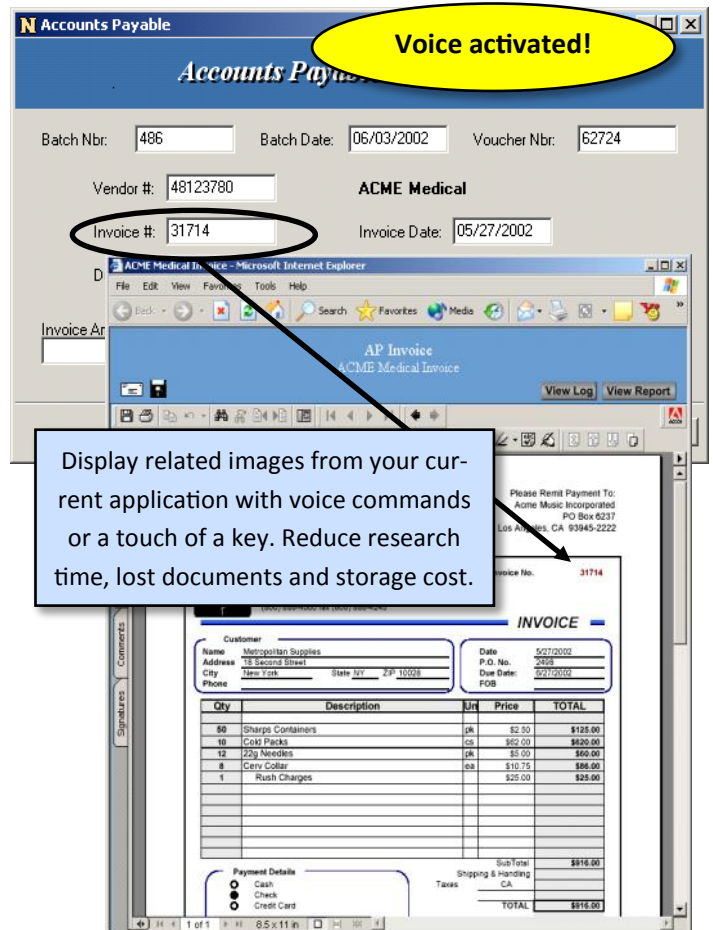 Accounts Payable
Voice activated!
Accounts
Batch Nbr: 486 Batch Date: 06/03/2002 Voucher Nbr: 62724
Vendor #: 48123780 ACME Medical
Invoice #: 31714 Invoice Date: 05/27/2002
D
Invoice
ACME Medical Invoice - Microsoft Internet Explorer
File Edit View Favorites Tools Help
Back Search Favorites Media »
AP Invoice
ACME Medical Invoice
View Log View Report
Display related images from your cur-
rent application with voice commands
or a touch of a key. Reduce research
time, lost documents and storage cost.
Please Remit Payment To:
Acme Music Incorporated
PO Box 6237
Los Angeles, CA 93945-2222
Invoice No. 31714
INVOICE
Comments
Signatures
Customer
Name Metropolitan Supplies
Address 15 Second Street
City New York State NY ZIP 10028
Phone
Date 5/27/2002
P.O. No. 2498
Due Date: 6/27/2002
FOB
Qty Description Un Price TOTAL
50 Sharps Containers pk $2.50 $125.00
10 Cold Packs cs $62.00 $620.00
12 22g Needles pk $5.00 $60.00
8 Cerv Collar ea $10.75 $86.00
1 Rush Charges $25.00 $25.00
SubTotal $916.00
Shipping & Handling
Taxes CA
TOTAL $916.00
Payment Details
Cash
Check
Credit Card
1 of 1 8.5 x 11 in